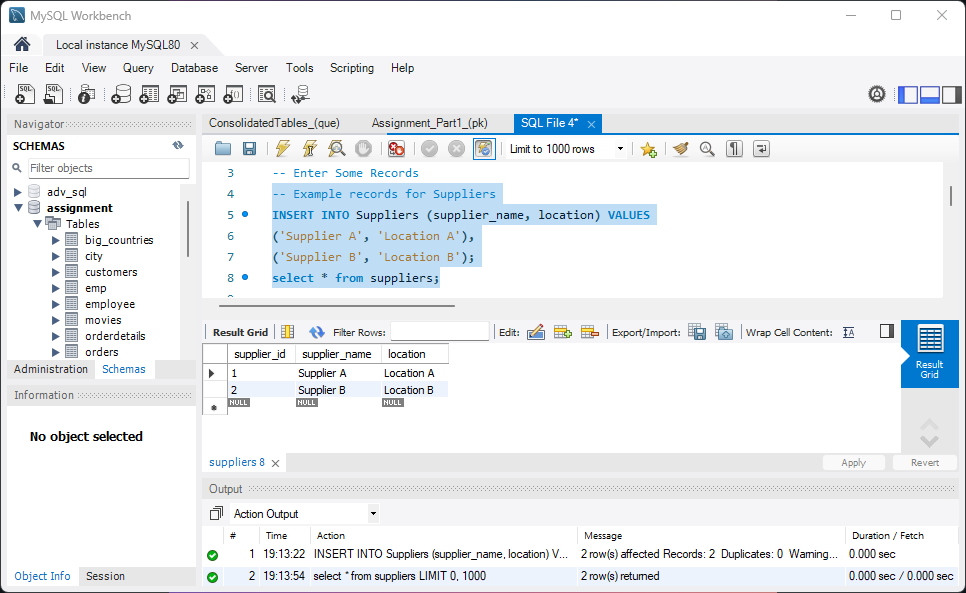 MySQL Workbench
Local instance MySQL80
File Edit View Query Database Server Tools Scripting Help
Navigator
SCHEMAS
Filter objects
adv_sql
assignment
Tables
big_countries
city
customers
emp
employee
movies
orderdetails
orders
Administration Schemas
Information
No object selected
Object Info Session
ConsolidatedTables_(que) Assignment_Part1_(pk) SQL File 4*
Limit to 1000 rows
3 -- Enter Some Records
4 -- Example records for Suppliers
5 INSERT INTO Suppliers (supplier_name, location) VALUES
6 ('Supplier A', 'Location A'),
7 ('Supplier B', 'Location B');
8 select * from suppliers;
Result Grid Filter Rows: Edit: Export/Import: Wrap Cell Content:
supplier_id supplier_name location
1 Supplier A Location A
2 Supplier B Location B
NULL NULL NULL
Result
Grid
suppliers 8
Apply Revert
Output
Action Output
# Time Action Message Duration / Fetch
1 19:13:22 INSERT INTO Suppliers (supplier_name, location) V... 2 row(s) affected Records: 2 Duplicates: 0 Warning... 0.000 sec
2 19:13:54 select * from suppliers LIMIT 0, 1000 2 row(s) returned 0.000 sec / 0.000 sec